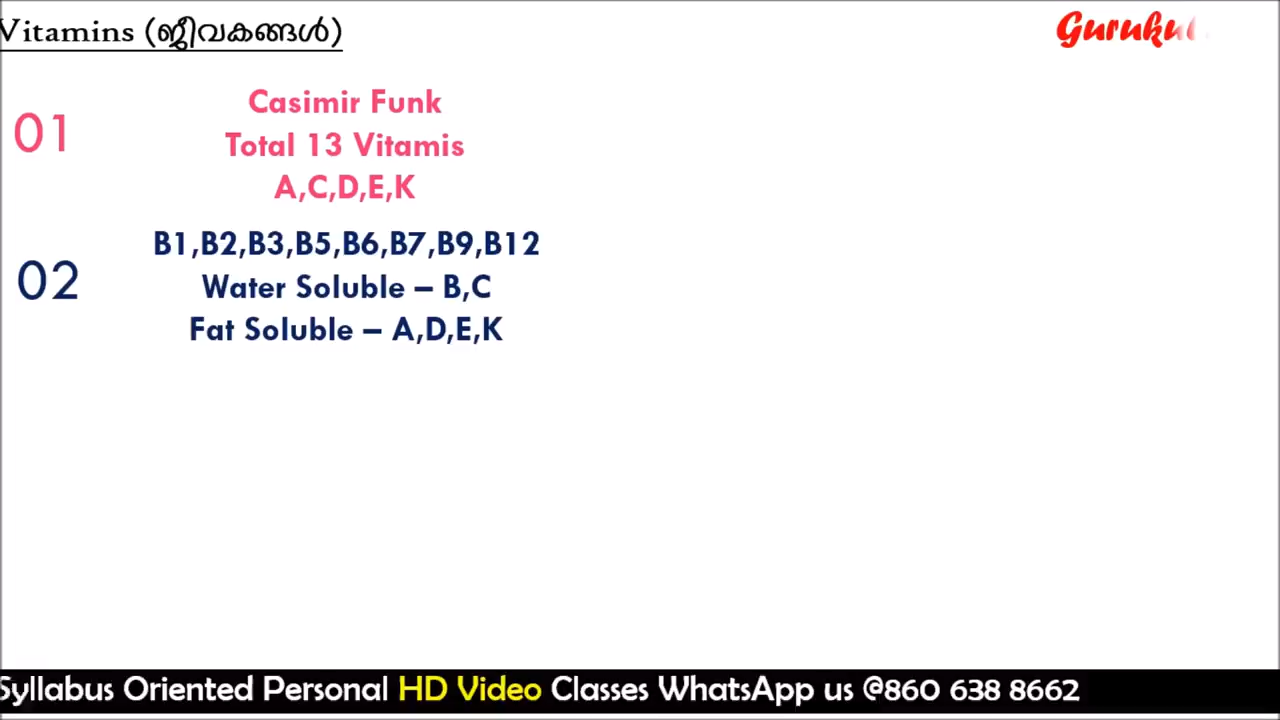 Vitamins (ജീവകങ്ങൾ)
Guruku
01
Casimir Funk
Total 13 Vitamis
A,C,D,E,K
02
B1,B2,B3,B5,B6,B7,B9,B12
Water Soluble – B,C
Fat Soluble – A,D,E,K
Syllabus Oriented Personal HD Video Classes WhatsApp us @860 638 8662